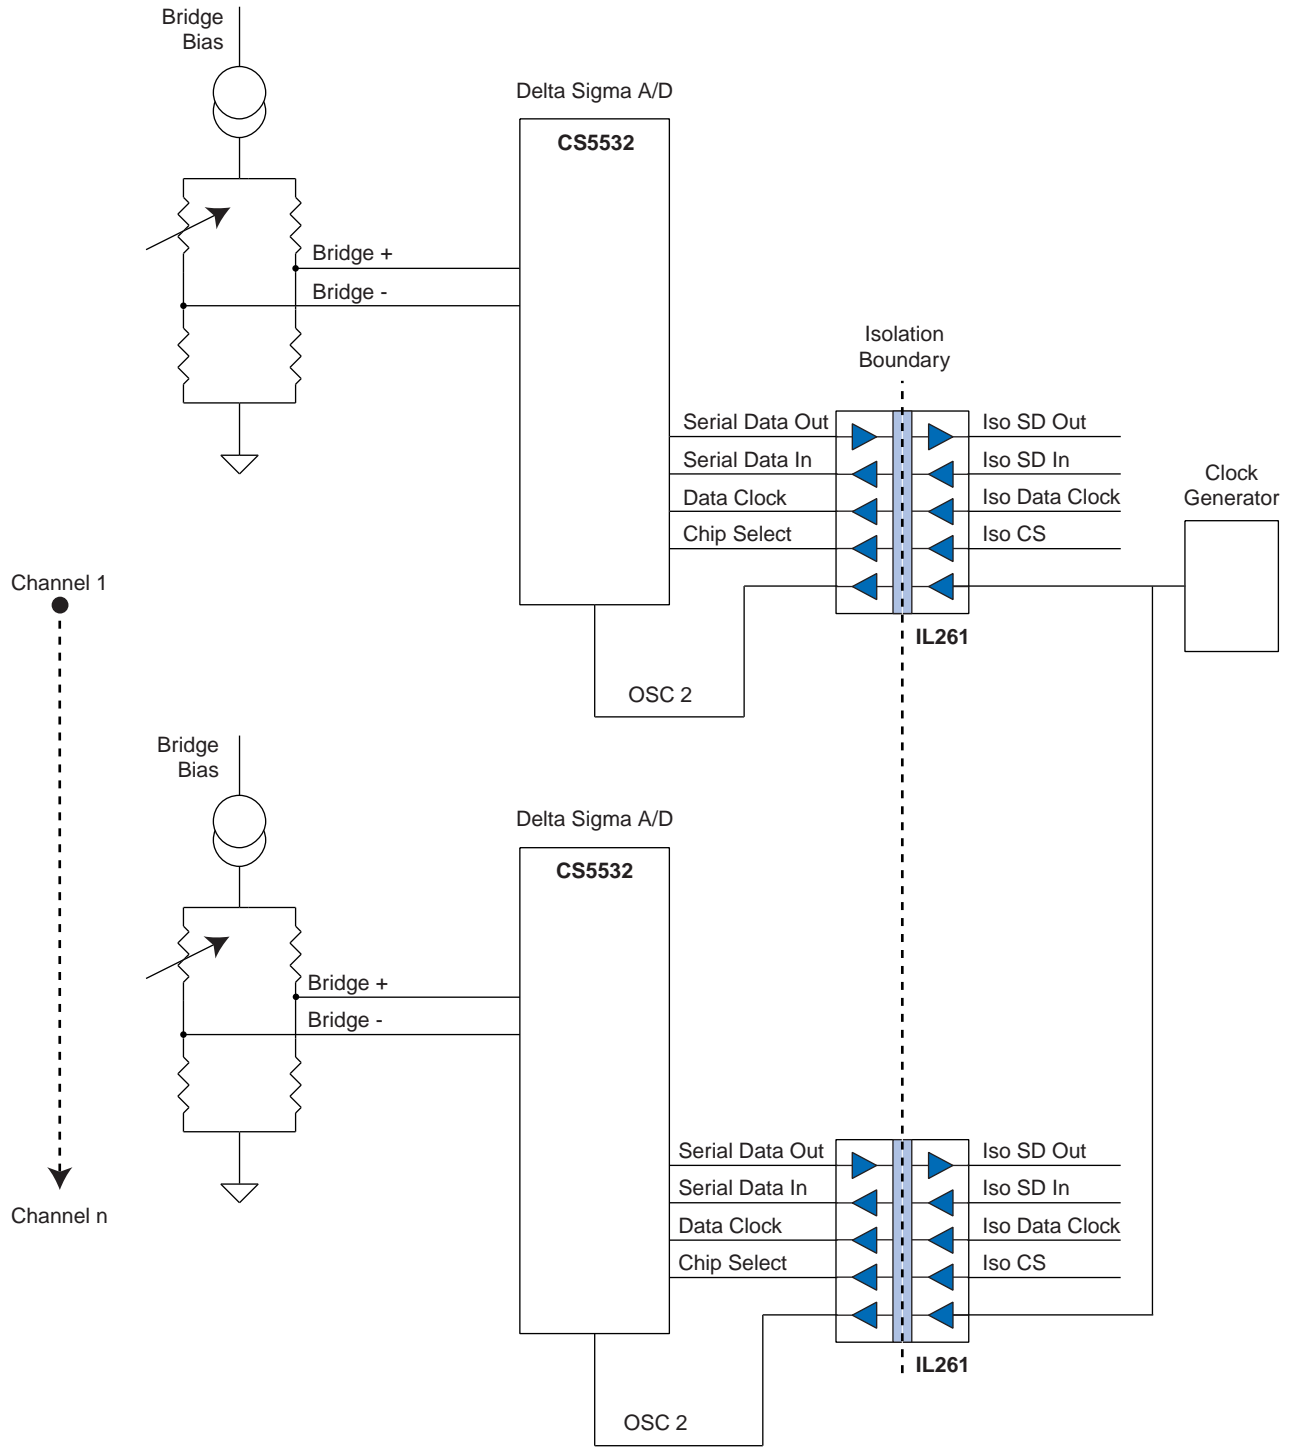 Bridge
Bias
Delta Sigma A/D
CS5532
Bridge +
Bridge -
Isolation
Boundary
Serial Data Out
Iso SD Out
Serial Data In
Iso SD In
Data Clock
Iso Data Clock
Chip Select
Iso CS
Clock
Generator
Channel 1
IL261
OSC 2
Bridge
Bias
Delta Sigma A/D
CS5532
Bridge +
Bridge -
Serial Data Out
Iso SD Out
Serial Data In
Iso SD In
Data Clock
Iso Data Clock
Chip Select
Iso CS
Channel n
IL261
OSC 2